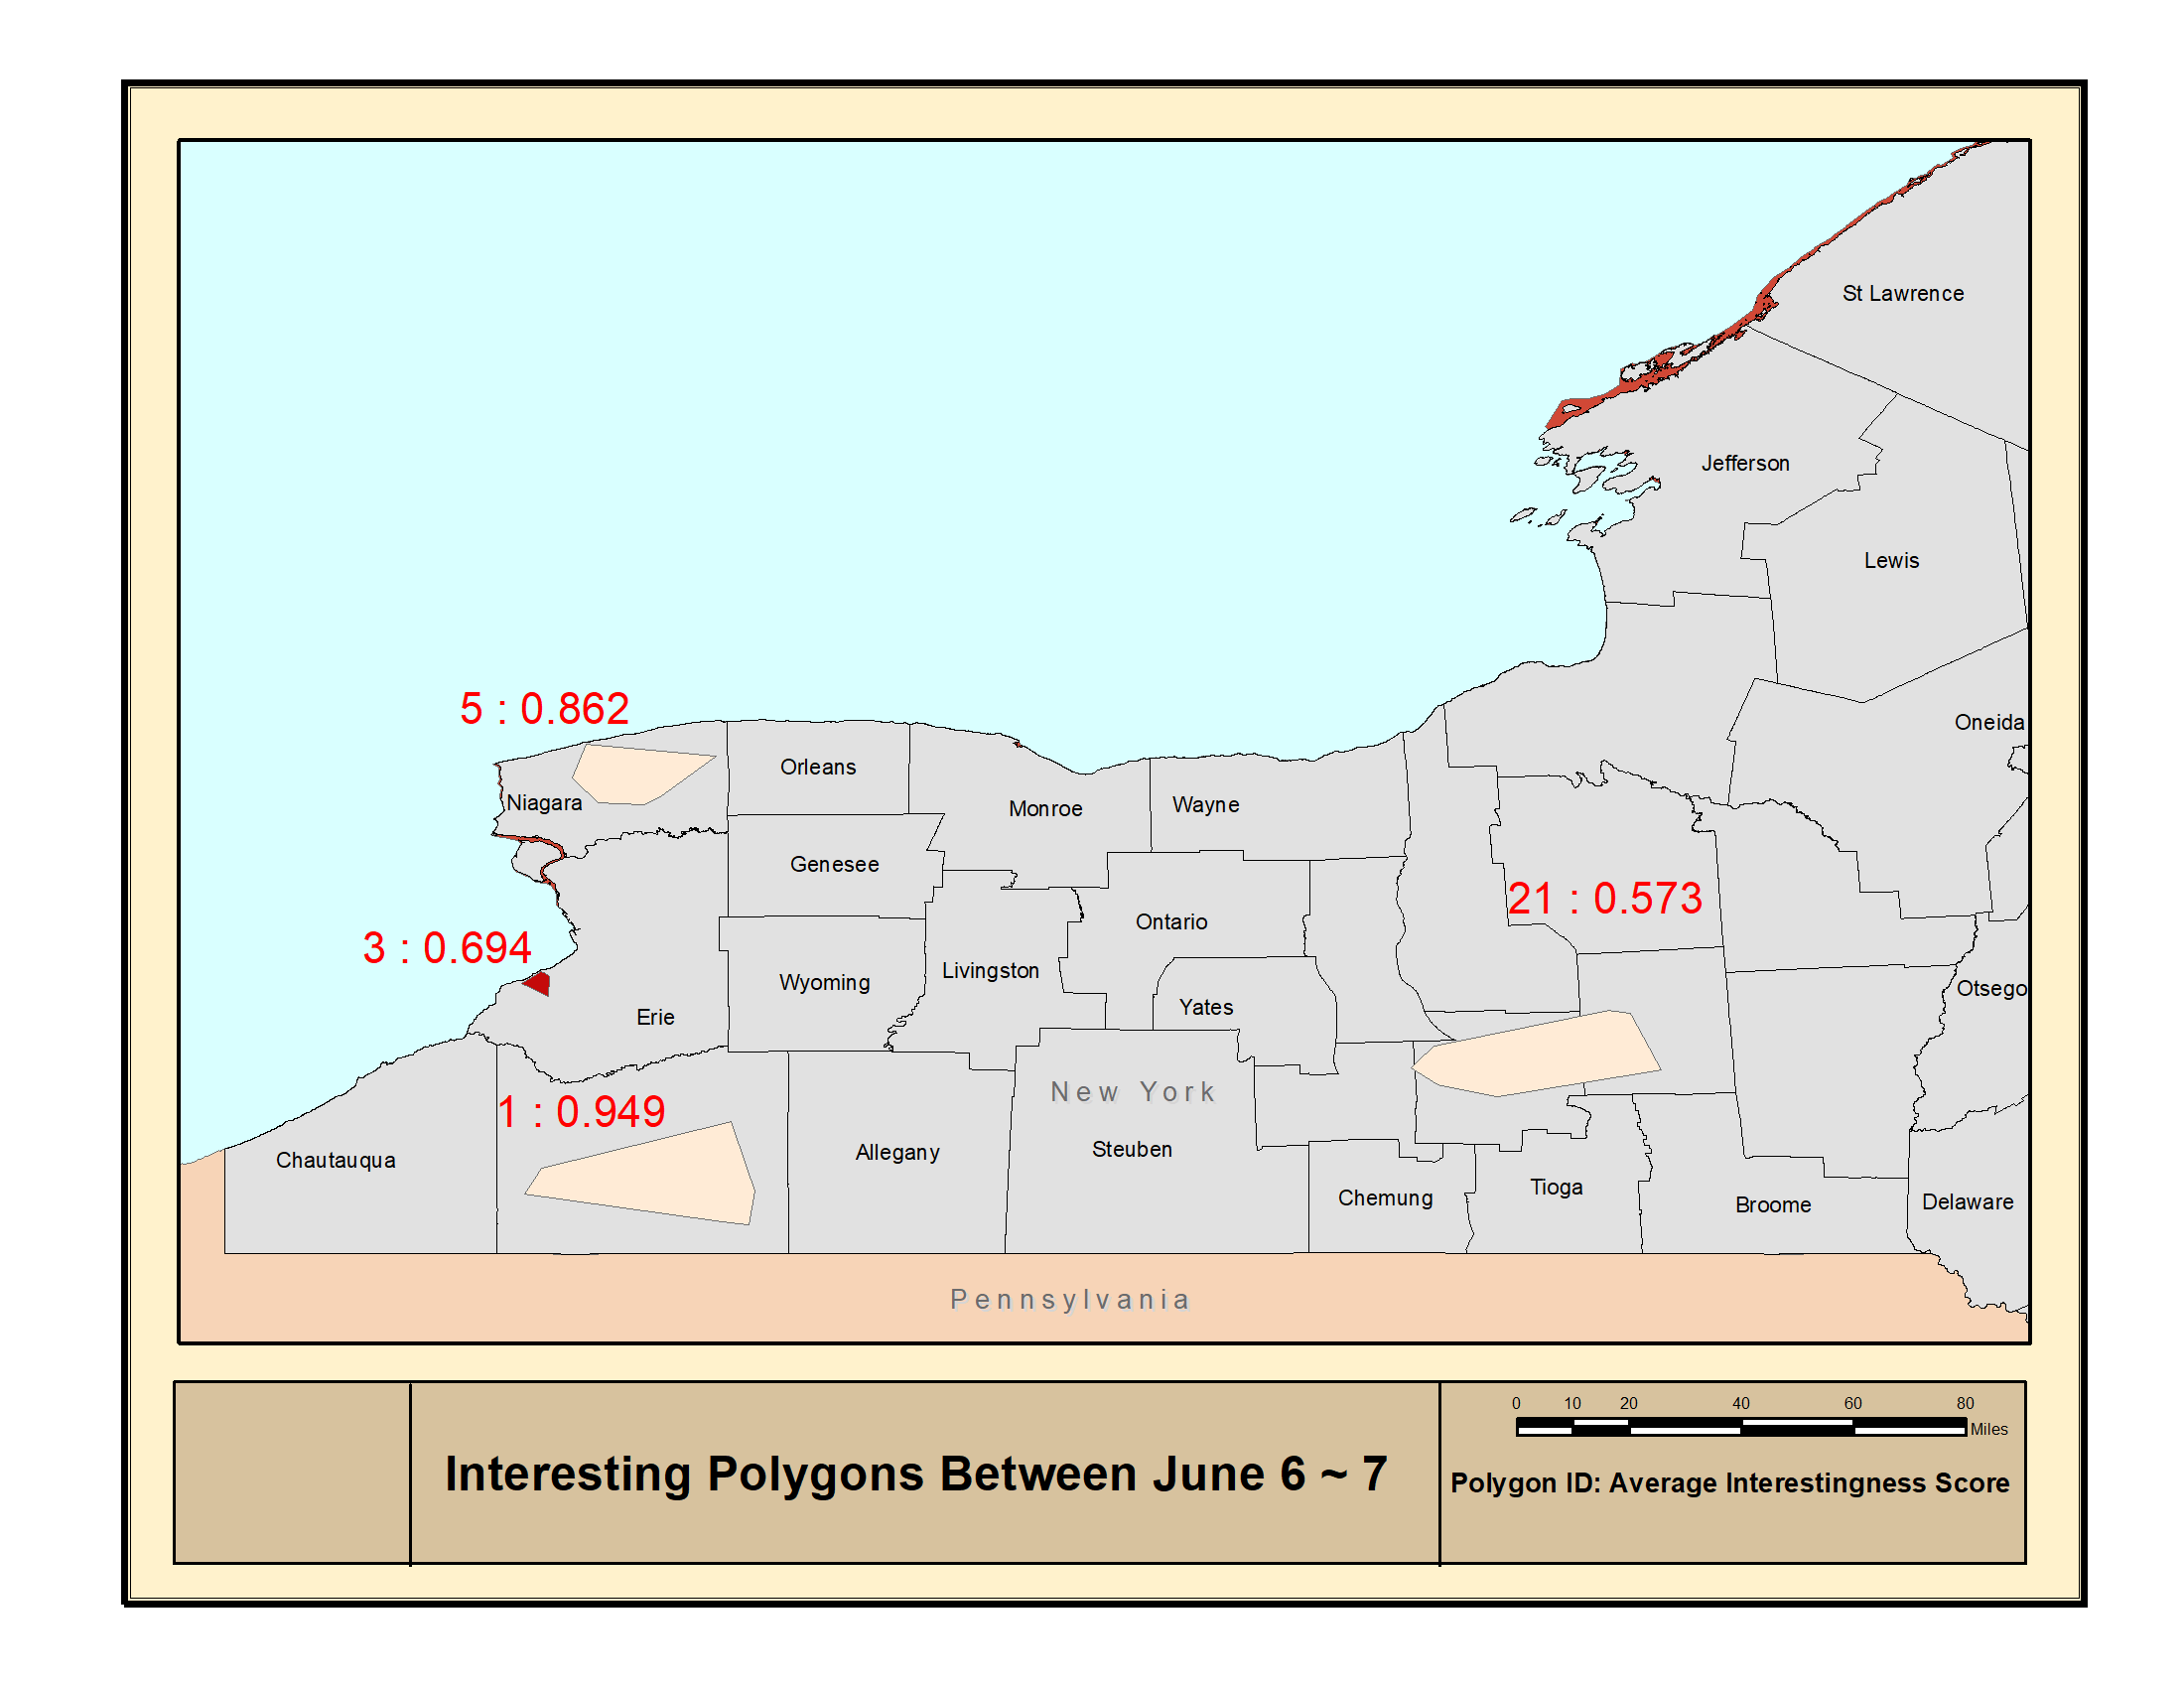 St Lawrence
Jefferson
Lewis
5 : 0.862
Oneida
Orleans
Niagara
Monroe
Wayne
Genesee
21 : 0.573
Ontario
3 : 0.694
Livingston
Wyoming
Otsego
Yates
Erie
New York
1 : 0.949
Steuben
Allegany
Chautauqua
Tioga
Chemung
Broome
Delaware
Pennsylvania
0 10 20 40 60 80
Miles
Interesting Polygons Between June 6 ~ 7
Polygon ID: Average Interestingness Score